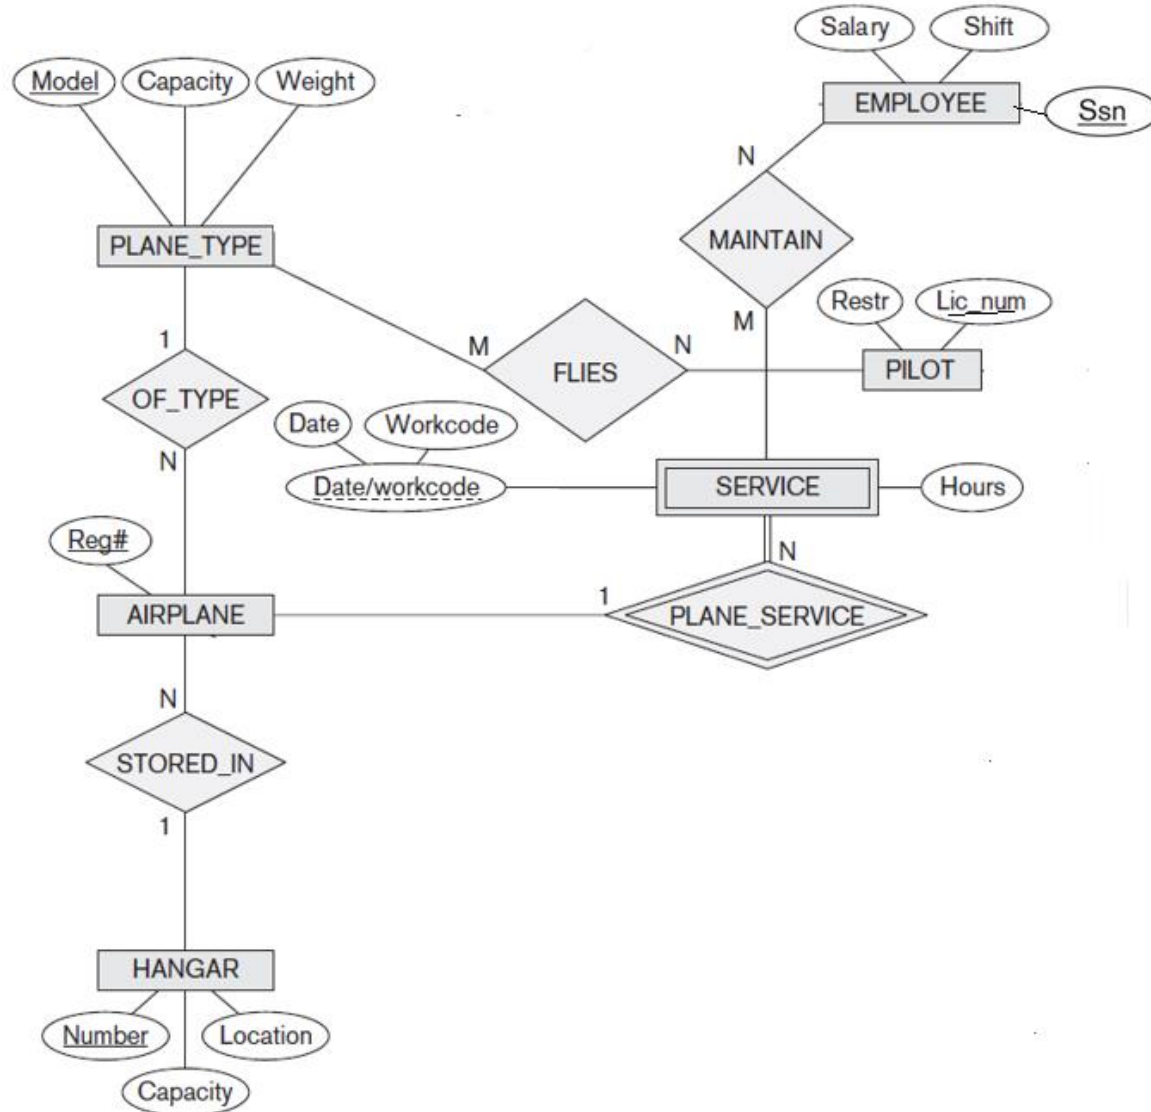 Salary Shift
Model Capacity Weight
EMPLOYEE Ssn
N
MAINTAIN
PLANE_TYPE
Restr Lic_num
M
1 M N
FLIES PILOT
OF_TYPE
Date Workcode
N
Date/workcode SERVICE Hours
Reg#
N
1
AIRPLANE PLANE_SERVICE
N
STORED_IN
1
HANGAR
Number Location
Capacity